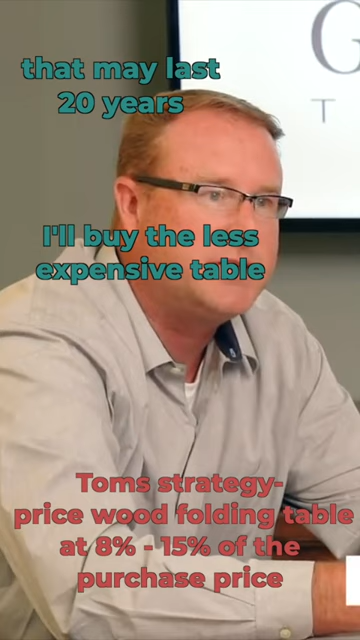 G
T
that may last
20 years
I'll buy the less
expensive table
Toms strategy-
price wood folding table
at 8% - 15% of the
purchase price